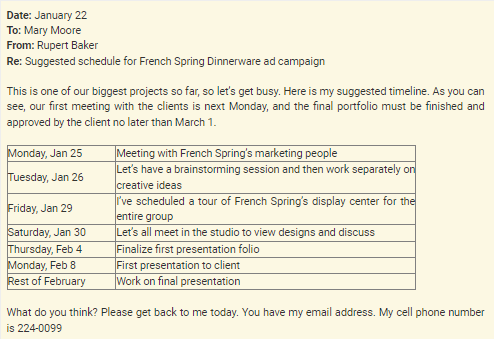 Date: January 22
To: Mary Moore
From: Rupert Baker
Re: Suggested schedule for French Spring Dinnerware ad campaign
This is one of our biggest projects so far, so let's get busy. Here is my suggested timeline. As you can
see, our first meeting with the clients is next Monday, and the final portfolio must be finished and
approved by the client no later than March 1.
Monday, Jan 25 Meeting with French Spring's marketing people
Tuesday, Jan 26 Let's have a brainstorming session and then work separately on
creative ideas
Friday, Jan 29 I've scheduled a tour of French Spring's display center for the
entire group
Saturday, Jan 30 Let's all meet in the studio to view designs and discuss
Thursday, Feb 4 Finalize first presentation folio
Monday, Feb 8 First presentation to client
Rest of February Work on final presentation
What do you think? Please get back to me today. You have my email address. My cell phone number
is 224-0099